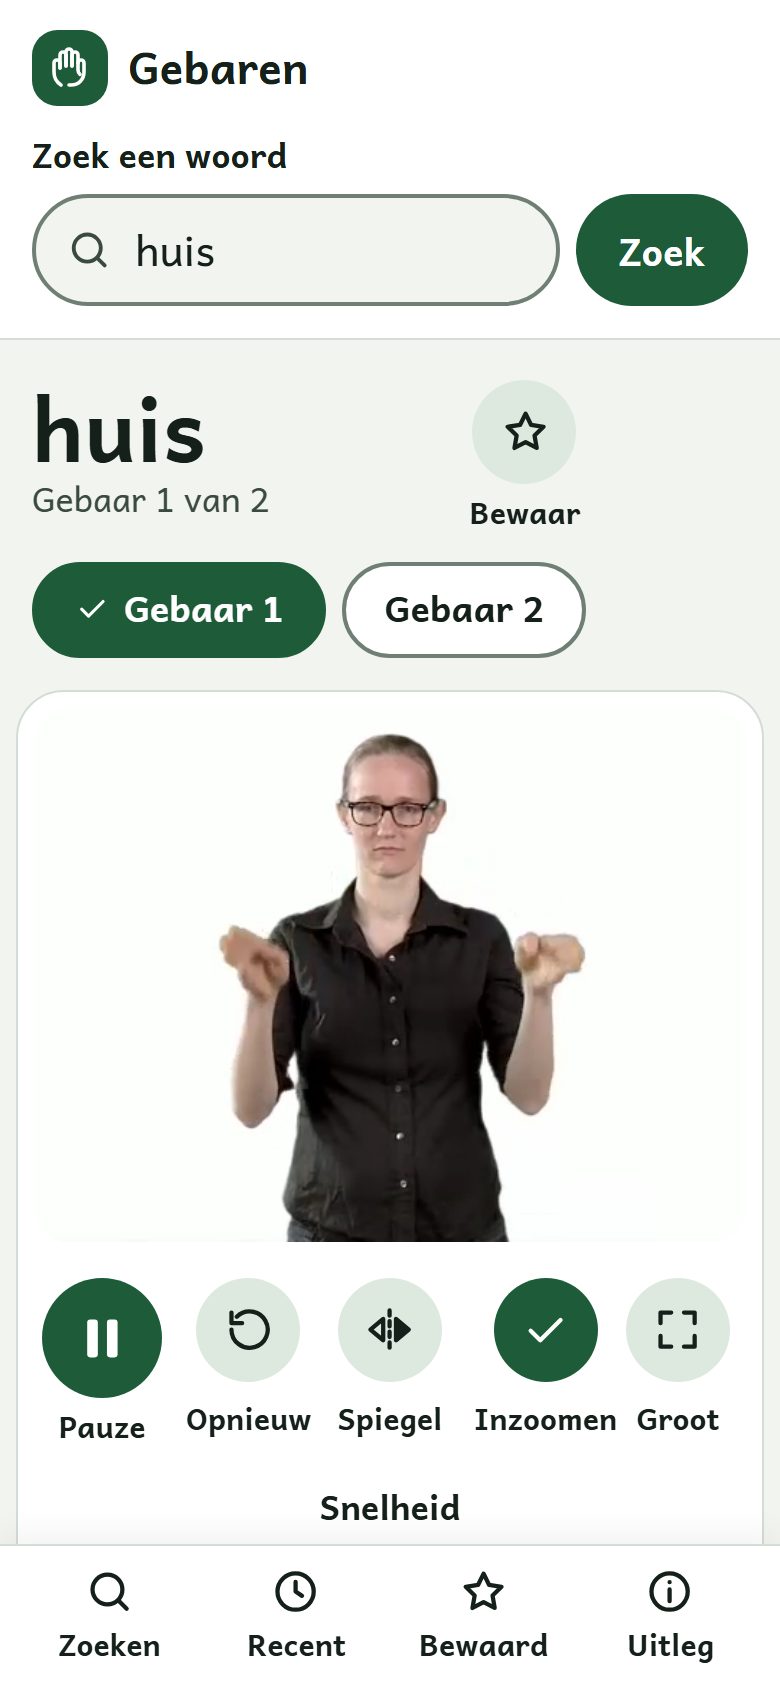 Gebaren
Zoek een woord
huis
Zoek
huis
Gebaar 1 van 2
Bewaar
Gebaar 1
Gebaar 2
Pauze
Opnieuw
Spiegel
Inzoomen
Groot
Snelheid
Zoeken
Recent
Bewaard
Uitleg